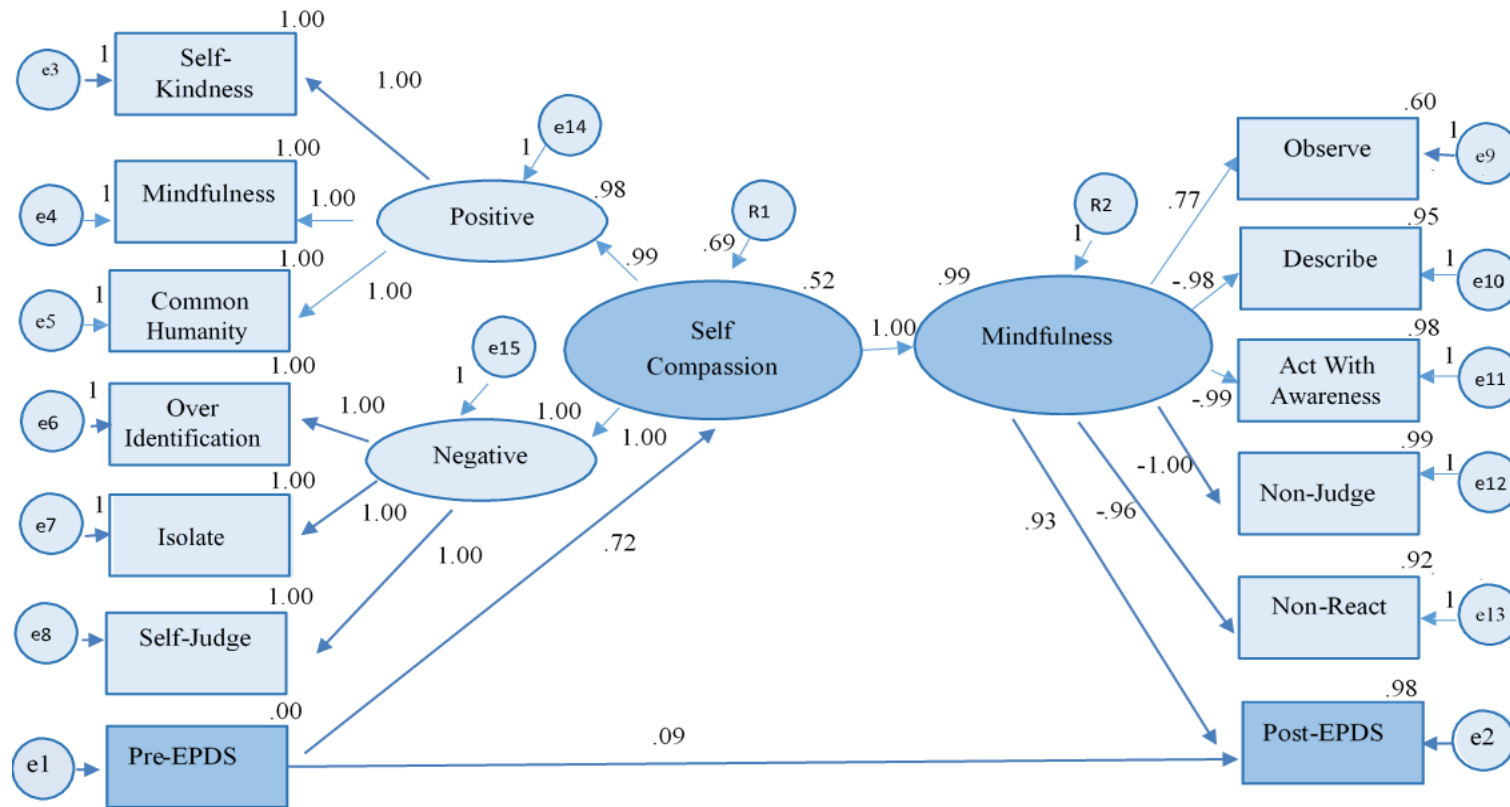 1.00
e3
1
Self-
Kindness
1.00
1.00
e4
1
Mindfulness
1.00
1.00
e5
1
Common
Humanity
1.00
1.00
e6
1
Over
Identification
1.00
1.00
e7
1
Isolate
1.00
1.00
e8
Self-Judge
1.00
.00
e1
Pre-EPDS
e14
1
Positive
.98
.99
e15
1
Negative
1.00
1.00
R1
.69
.52
Self
Compassion
.72
1.00
R2
1
.99
Mindfulness
.77
-.98
-.99
-1.00
-.96
.93
.09
.60
Observe
1
e9
.95
Describe
1
e10
.98
Act With
Awareness
1
e11
.99
Non-Judge
1
e12
.92
Non-React
1
e13
.98
Post-EPDS
e2